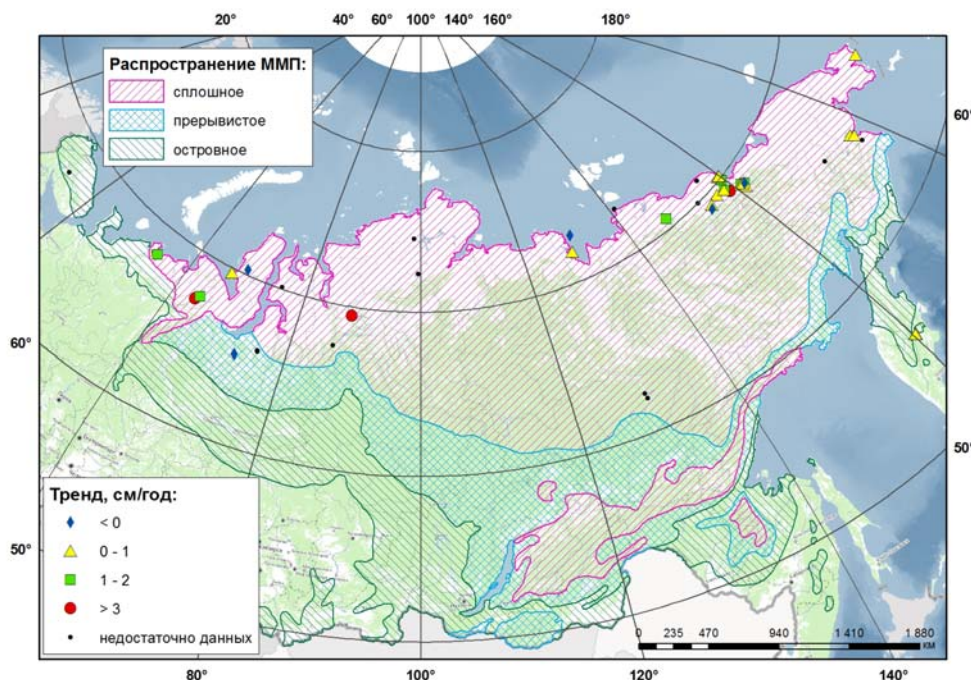 20° 40° 60° 100° 140° 160° 180°
Распространение ММП:
сплошное
прерывистое
островное
60°
60°
50°
50°
Тренд, см/год:
< 0
0 - 1
1 - 2
> 3
недостаточно данных
0 235 470 940 1 410 1 880
км
80° 100° 120° 140°